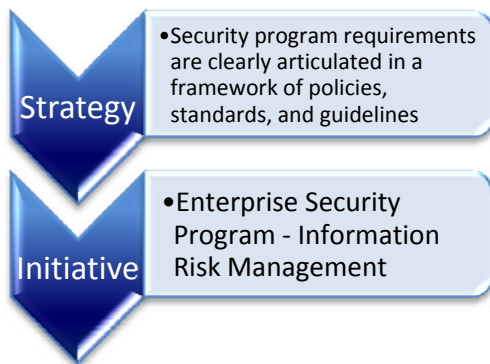 Strategy
•Security program requirements
are clearly articulated in a
framework of policies,
standards, and guidelines
Initiative
•Enterprise Security
Program - Information
Risk Management